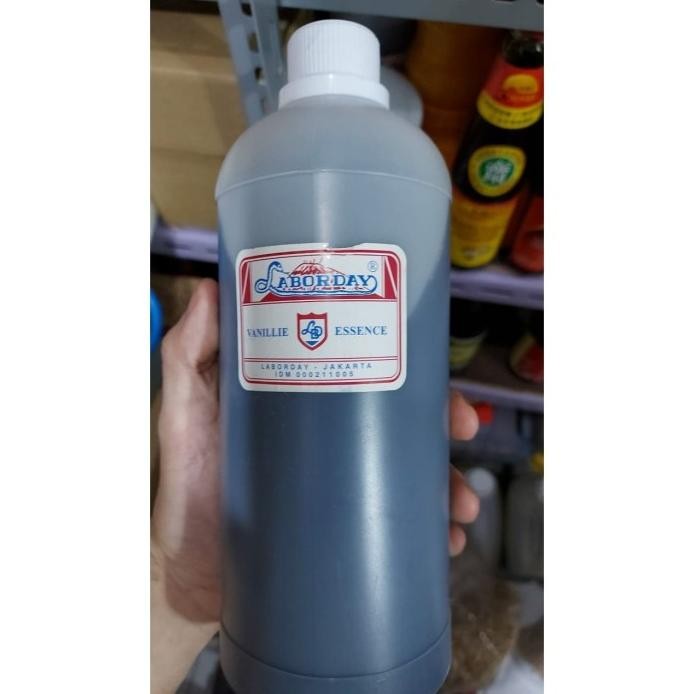 LABORDAY ®
VANILLIE LD ESSENCE
LABORDAY - JAKARTA
IDM 000211005